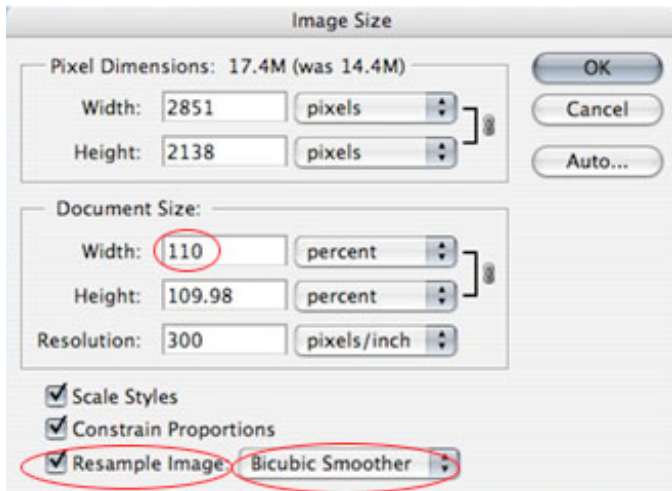 Image Size
Pixel Dimensions: 17.4M (was 14.4M)
Width: 2851 pixels
Height: 2138 pixels
OK
Cancel
Auto...
Document Size:
Width: 110 percent
Height: 109.98 percent
Resolution: 300 pixels/inch
Scale Styles
Constrain Proportions
Resample Image: Bicubic Smoother